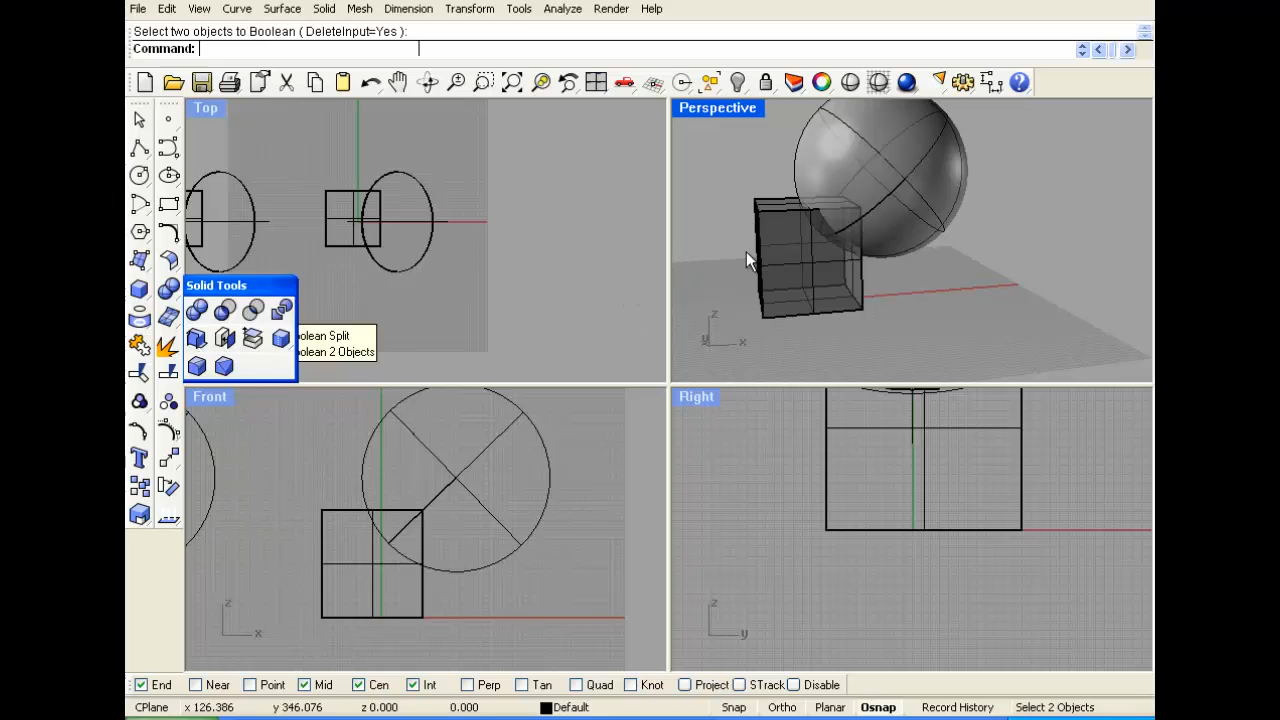 File Edit View Curve Surface Solid Mesh Dimension Transform Tools Analyze Render Help
Select two objects to Boolean ( DeleteInput=Yes ):
Command:
Top
Perspective
Solid Tools
oolean Split
oolean 2 Objects
z
y x
Front
Right
z
x
z
y
End Near Point Mid Cen Int Perp Tan Quad Knot Project STrack Disable
CPlane x 126.386 y 346.076 z 0.000 0.000 Default Snap Ortho Planar Osnap Record History Select 2 Objects